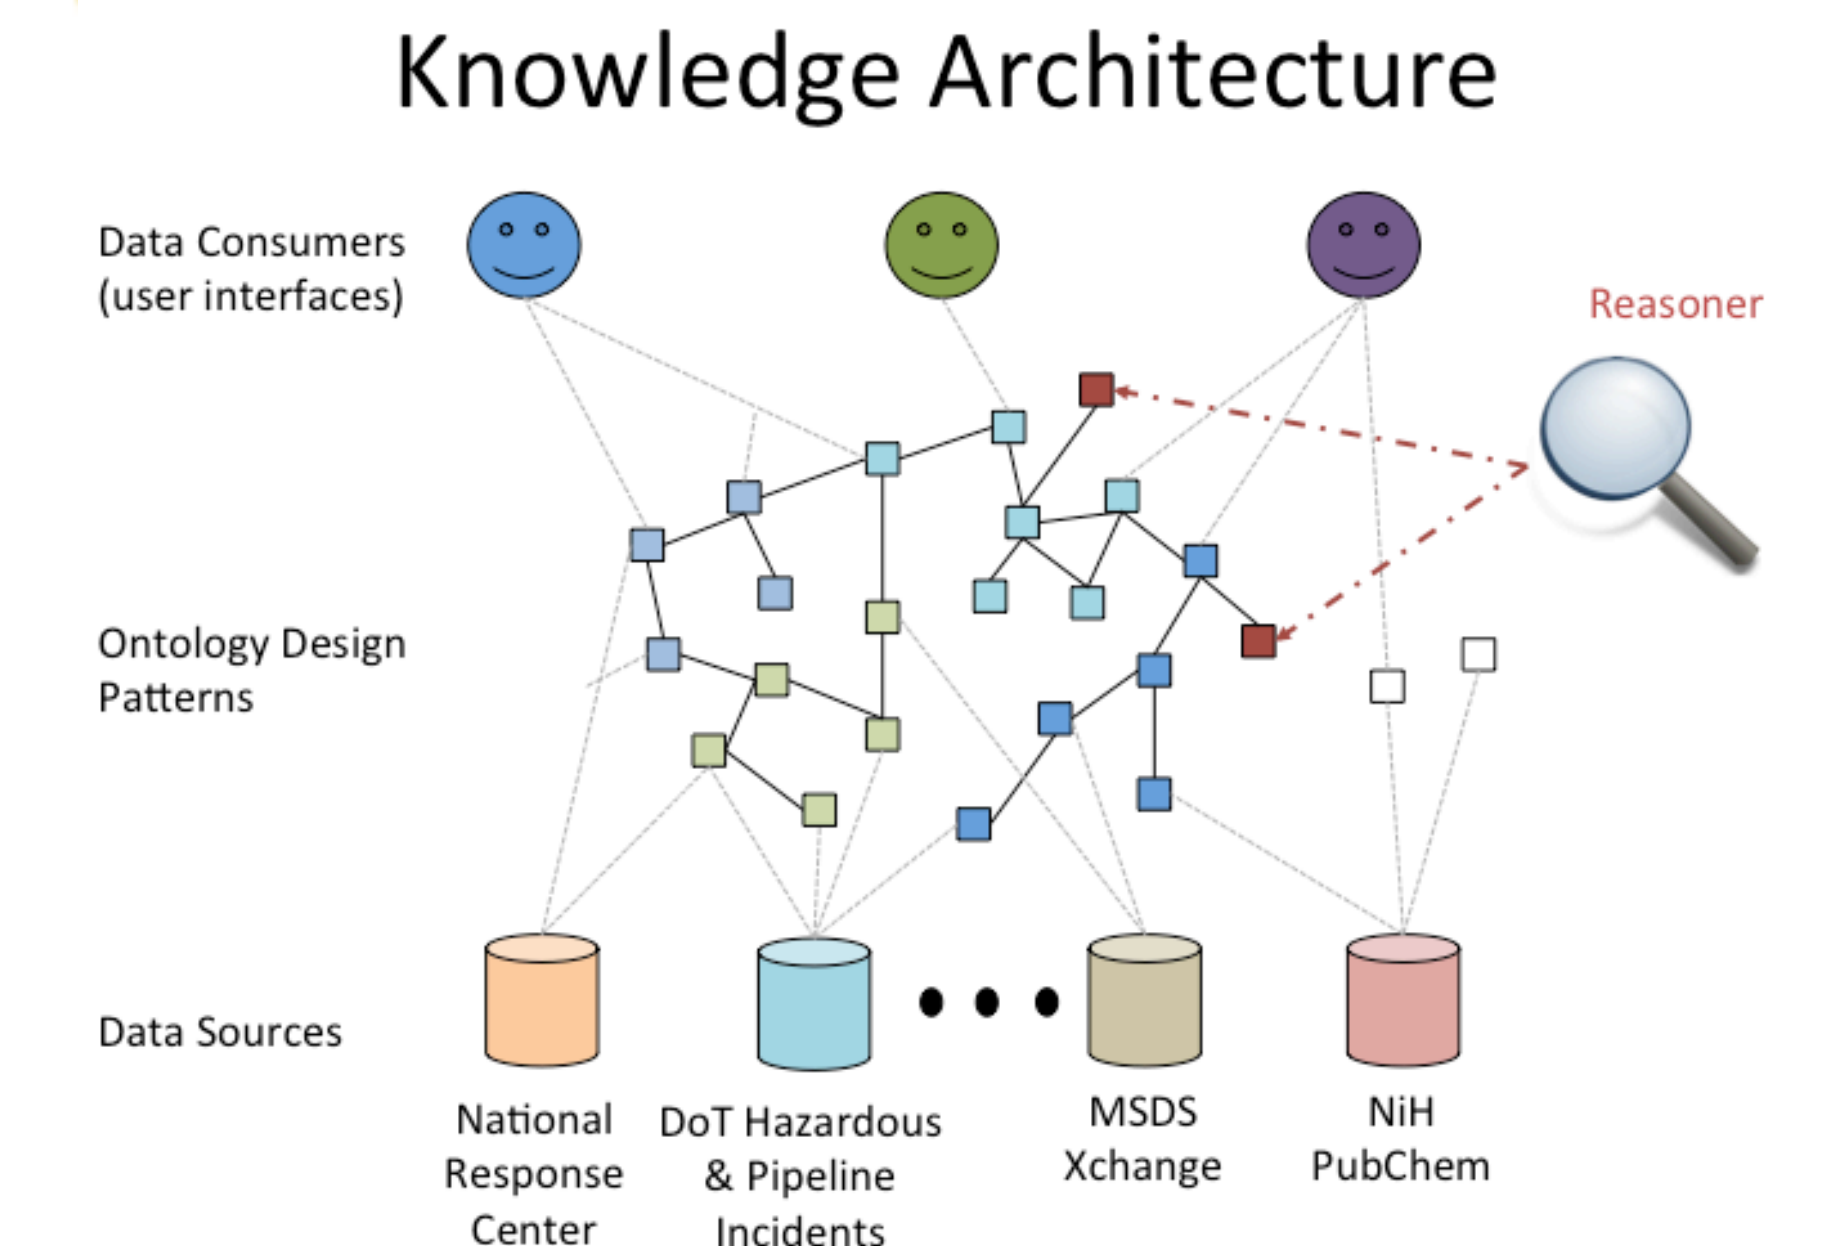 Knowledge Architecture
Data Consumers
(user interfaces)
Reasoner
Ontology Design
Patterns
Data Sources
National
Response
Center
DoT Hazardous
& Pipeline
Incidents
MSDS
Xchange
NiH
PubChem